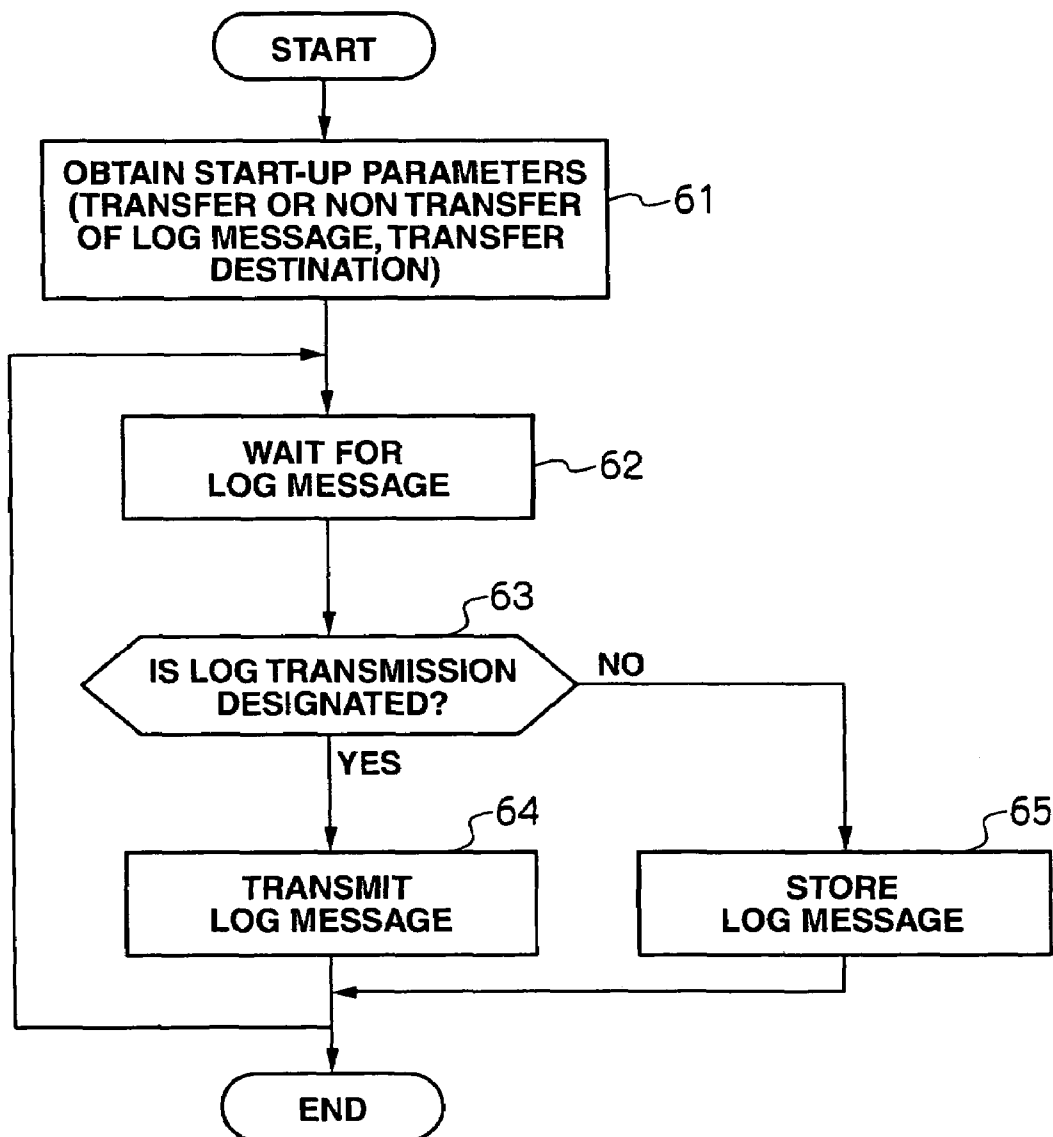 START
OBTAIN START-UP PARAMETERS
(TRANSFER OR NON TRANSFER
OF LOG MESSAGE, TRANSFER
DESTINATION)
61
WAIT FOR
LOG MESSAGE
62
63
IS LOG TRANSMISSION
DESIGNATED?
NO
YES
64
TRANSMIT
LOG MESSAGE
65
STORE
LOG MESSAGE
END